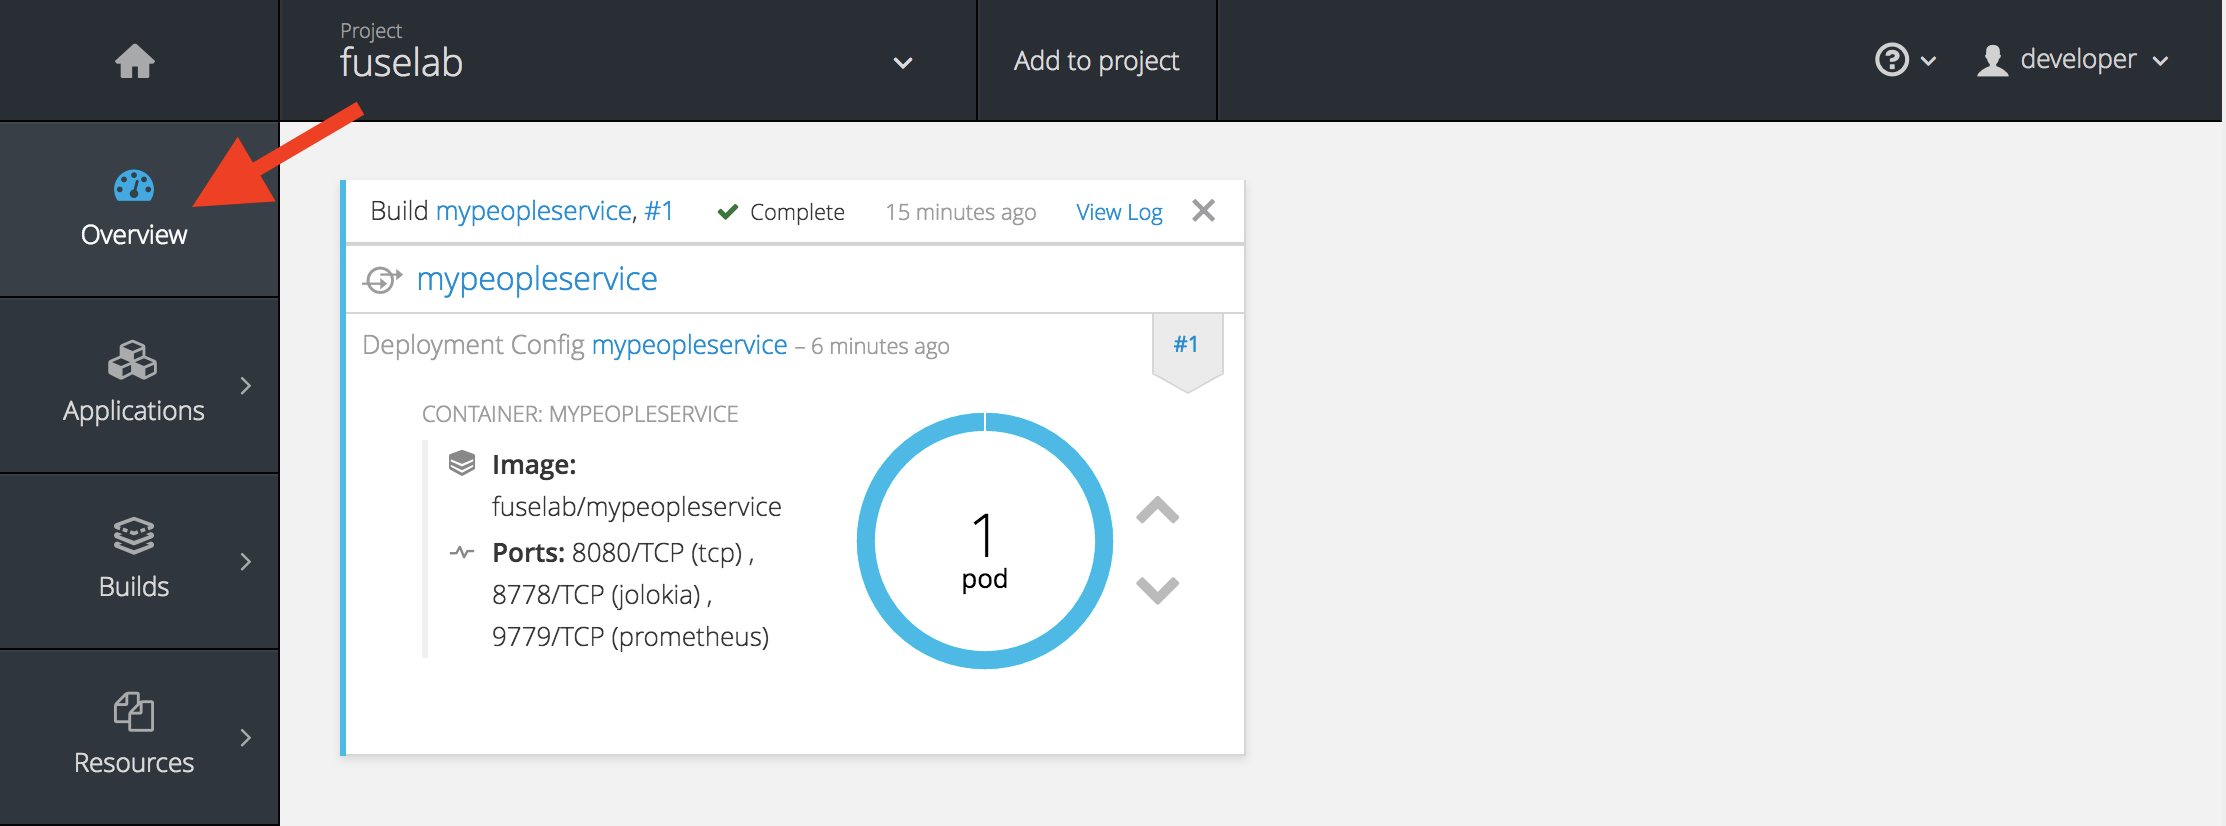 Project
fuselab
Add to project
developer
Overview
Applications
Builds
Resources
Build mypeopleservice, #1 Complete 15 minutes ago View Log
mypeopleservice
Deployment Config mypeopleservice – 6 minutes ago #1
CONTAINER: MYPEOPLESERVICE
Image:
fuselab/mypeopleservice
Ports: 8080/TCP (tcp) ,
8778/TCP (jolokia) ,
9779/TCP (prometheus)
1
pod